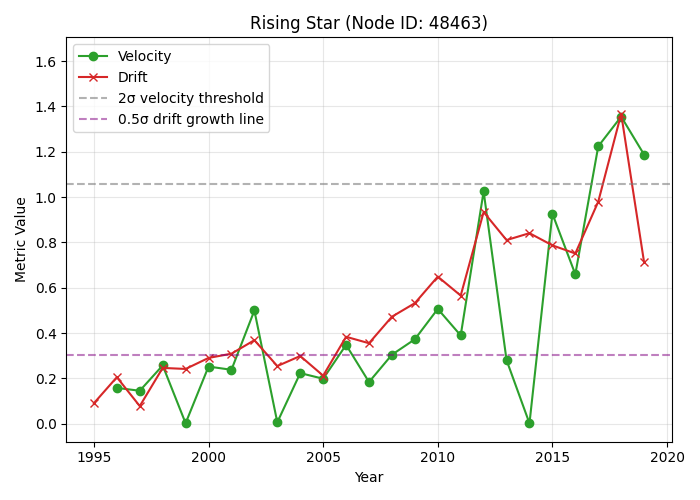 Rising Star (Node ID: 48463)
Velocity
Drift
2σ velocity threshold
0.5σ drift growth line
Metric Value
1.6
1.4
1.2
1.0
0.8
0.6
0.4
0.2
0.0
1995 2000 2005 2010 2015 2020
Year